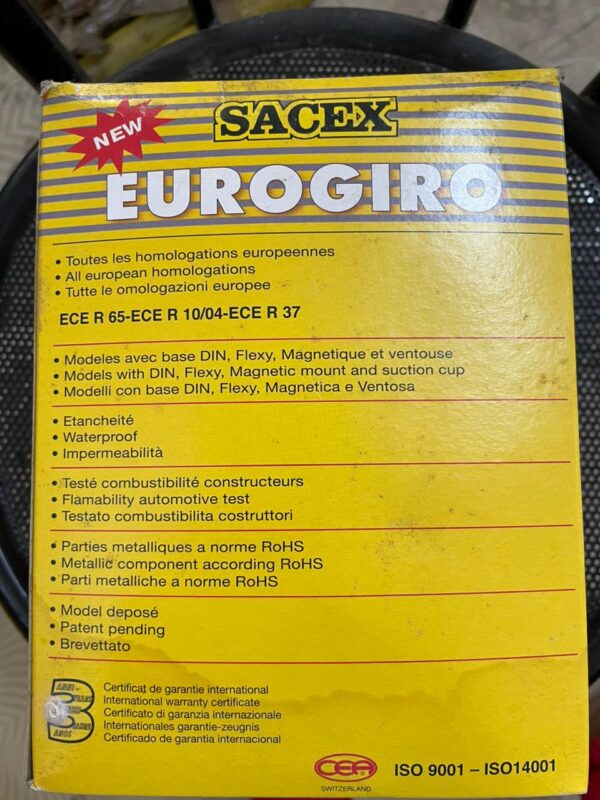 NEW
SACEX
EUROGIRO
• Toutes les homologations europeennes
• All european homologations
• Tutte le omologazioni europee
ECE R 65-ECE R 10/04-ECE R 37
• Modeles avec base DIN, Flexy, Magnetique et ventouse
• Models with DIN, Flexy, Magnetic mount and suction cup
• Modelli con base DIN, Flexy, Magnetica e Ventosa
• Etancheité
• Waterproof
• Impermeabilità
• Testé combustibilité constructeurs
• Flamability automotive test
• Testato combustibilita costruttori
• Parties metalliques a norme RoHS
• Metallic component according RoHS
• Parti metalliche a norme RoHS
• Model deposé
• Patent pending
• Brevettato
3
ANNI
YEARS
AÑOS
Certificat de garantie international
International warranty certificate
Certificato di garanzia internazionale
Internationales garantie-zeugnis
Certificado de garantia internacional
CEA
SWITZERLAND
ISO 9001 – ISO14001